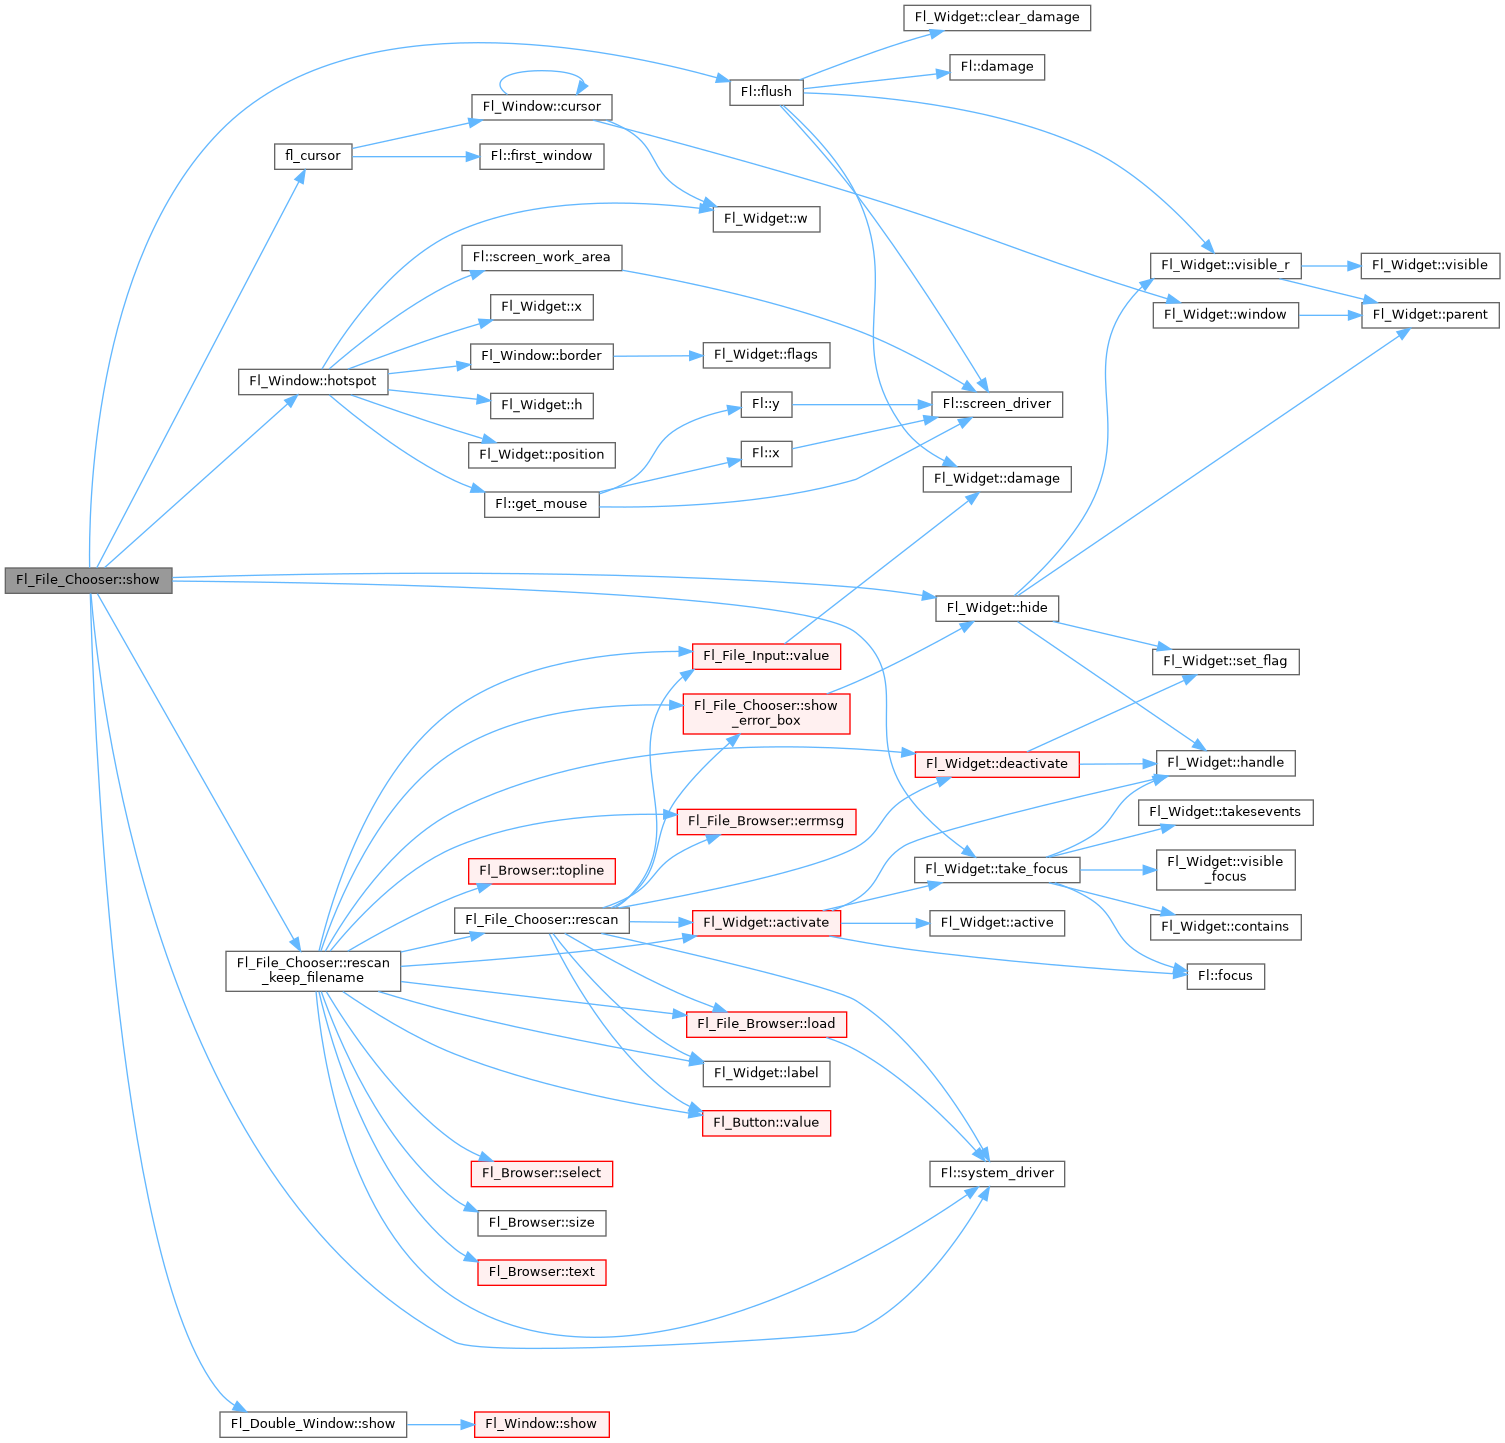 Fl_Widget::clear_damage
Fl::damage
Fl::flush
Fl_Window::cursor
fl_cursor
Fl::first_window
Fl_Widget::w
Fl::screen_work_area
Fl_Widget::visible_r
Fl_Widget::visible
Fl_Widget::x
Fl_Widget::window
Fl_Widget::parent
Fl_Window::border
Fl_Widget::flags
Fl_Window::hotspot
Fl_Widget::h
Fl::y
Fl::screen_driver
Fl_Widget::position
Fl::x
Fl_Widget::damage
Fl::get_mouse
Fl_File_Chooser::show
Fl_Widget::hide
Fl_File_Input::value
Fl_Widget::set_flag
Fl_File_Chooser::show
_error_box
Fl_Widget::deactivate
Fl_Widget::handle
Fl_Widget::takesevents
Fl_File_Browser::errmsg
Fl_Browser::topline
Fl_Widget::take_focus
Fl_Widget::visible
_focus
Fl_File_Chooser::rescan
Fl_Widget::activate
Fl_Widget::active
Fl_Widget::contains
Fl_File_Chooser::rescan
_keep_filename
Fl::focus
Fl_File_Browser::load
Fl_Widget::label
Fl_Button::value
Fl_Browser::select
Fl::system_driver
Fl_Browser::size
Fl_Browser::text
Fl_Double_Window::show
Fl_Window::show